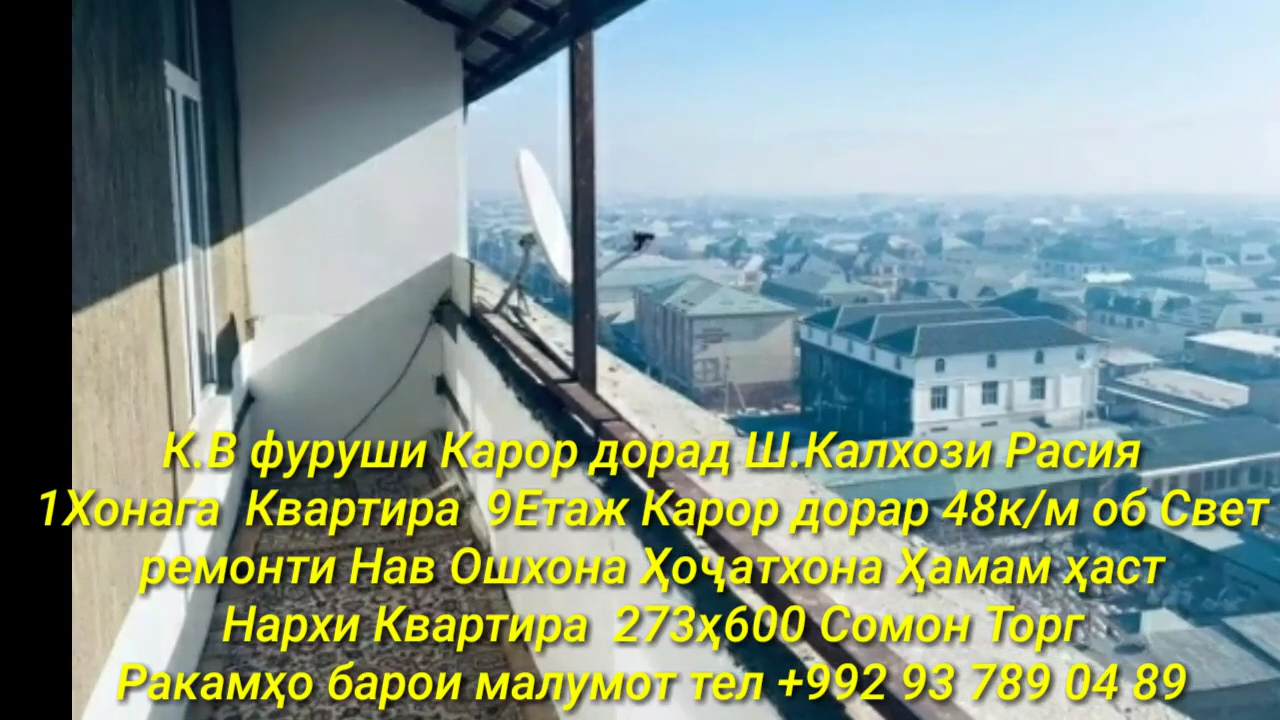 К.В фуруши Карор дорад Ш.Калхози Расия
1Хонага Квартира 9Етаж Карор дорар 48к/м об Свет
ремонти Нав Ошхона Ҳоҷатхона Ҳамам ҳаст
Нархи Квартира 273ҳ600 Сомон Торг
Ракамҳо барои малумот тел +992 93 789 04 89